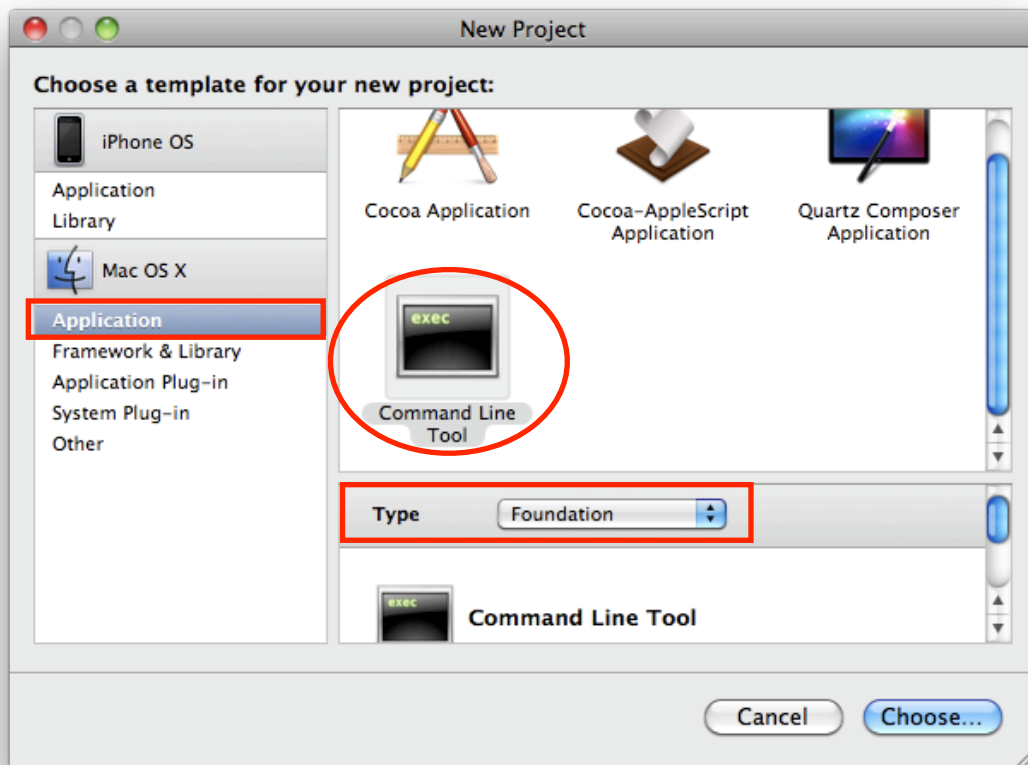 New Project
Choose a template for your new project:
iPhone OS
Application
Library
Mac OS X
Application
Framework & Library
Application Plug-in
System Plug-in
Other
Cocoa Application
Cocoa-AppleScript
Application
Quartz Composer
Application
exec
Command Line
Tool
Type
Foundation
exec
Command Line Tool
Cancel
Choose...